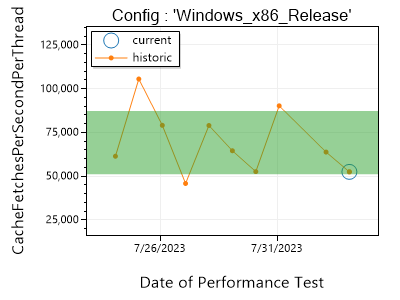 Config : 'Windows_x86_Release'
current
historic
CacheFetchesPerSecondPerThread
125,000
100,000
75,000
50,000
25,000
7/26/2023
7/31/2023
Date of Performance Test